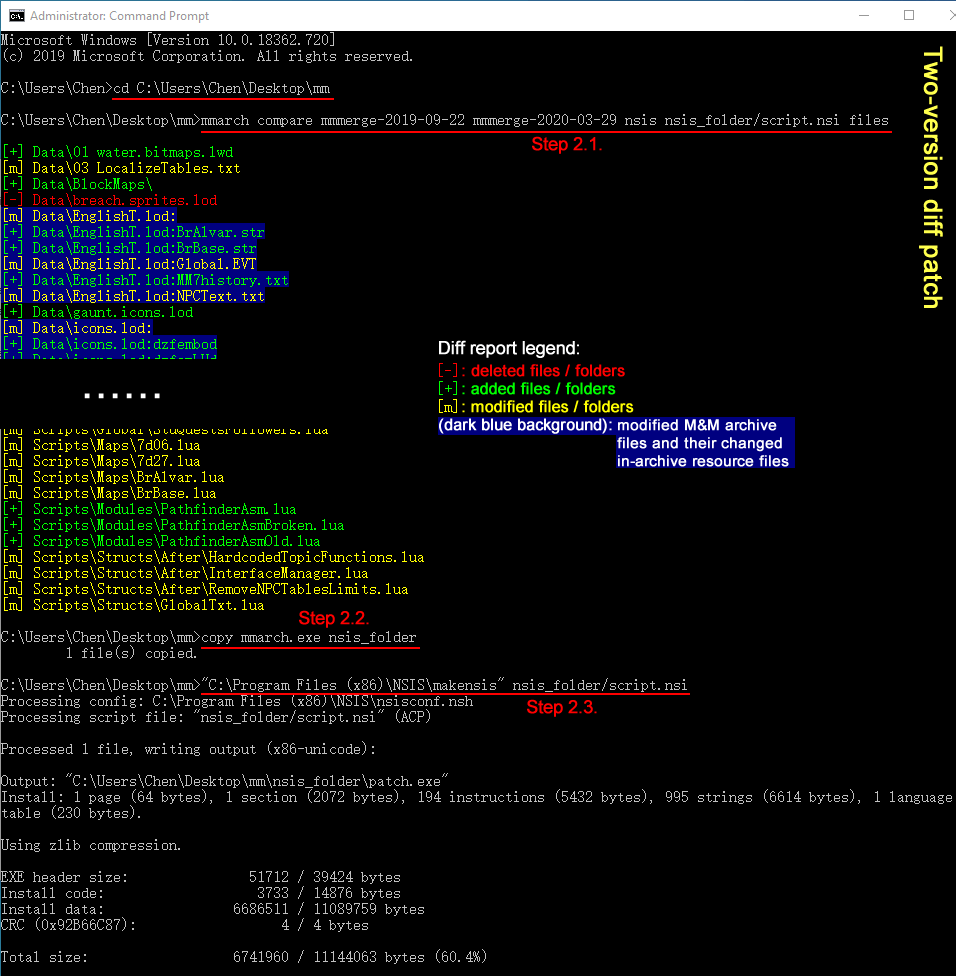 Administrator: Command Prompt
Microsoft Windows [Version 10.0.18362.720]
(c) 2019 Microsoft Corporation. All rights reserved.
C:\Users\Chen>cd C:\Users\Chen\Desktop\mm
C:\Users\Chen\Desktop\mm>mmarch compare mmmerge-2019-09-22 mmmerge-2020-03-29 nsis nsis_folder/script.nsi files
Step 2.1.
Two-version diff patch
[+] Data\01 water.bitmaps.lwd
[m] Data\03 LocalizeTables.txt
[+] Data\BlockMaps\
[-] Data\breach.sprites.lod
[m] Data\EnglishT.lod:
[+] Data\EnglishT.lod:BrAlvar.str
[+] Data\EnglishT.lod:BrBase.str
[m] Data\EnglishT.lod:Global.EVT
[+] Data\EnglishT.lod:MM7history.txt
[m] Data\EnglishT.lod:NPCText.txt
[+] Data\gaunt.icons.lod
[m] Data\icons.lod:
[+] Data\icons.lod:dzfembod
......
Diff report legend:
[-]: deleted files / folders
[+]: added files / folders
[m]: modified files / folders
(dark blue background): modified M&M archive
files and their changed
in-archive resource files
[m] Scripts\Global\StdQuestsFollowers.lua
[m] Scripts\Maps\7d06.lua
[m] Scripts\Maps\7d27.lua
[m] Scripts\Maps\BrAlvar.lua
[m] Scripts\Maps\BrBase.lua
[+] Scripts\Modules\PathfinderAsm.lua
[+] Scripts\Modules\PathfinderAsmBroken.lua
[+] Scripts\Modules\PathfinderAsmOld.lua
[m] Scripts\Structs\After\HardcodedTopicFunctions.lua
[m] Scripts\Structs\After\InterfaceManager.lua
[m] Scripts\Structs\After\RemoveNPCTablesLimits.lua
[m] Scripts\Structs\GlobalTxt.lua
Step 2.2.
C:\Users\Chen\Desktop\mm>copy mmarch.exe nsis_folder
1 file(s) copied.
C:\Users\Chen\Desktop\mm>"C:\Program Files (x86)\NSIS\makensis" nsis_folder/script.nsi
Processing config: C:\Program Files (x86)\NSIS\nsisconf.nsh
Step 2.3.
Processing script file: "nsis_folder/script.nsi" (ACP)
Processed 1 file, writing output (x86-unicode):
Output: "C:\Users\Chen\Desktop\mm\nsis_folder\patch.exe"
Install: 1 page (64 bytes), 1 section (2072 bytes), 194 instructions (5432 bytes), 995 strings (6614 bytes), 1 language
table (230 bytes).
Using zlib compression.
EXE header size: 51712 / 39424 bytes
Install code: 3733 / 14876 bytes
Install data: 6686511 / 11089759 bytes
CRC (0x92B66C87): 4 / 4 bytes
Total size: 6741960 / 11144063 bytes (60.4%)